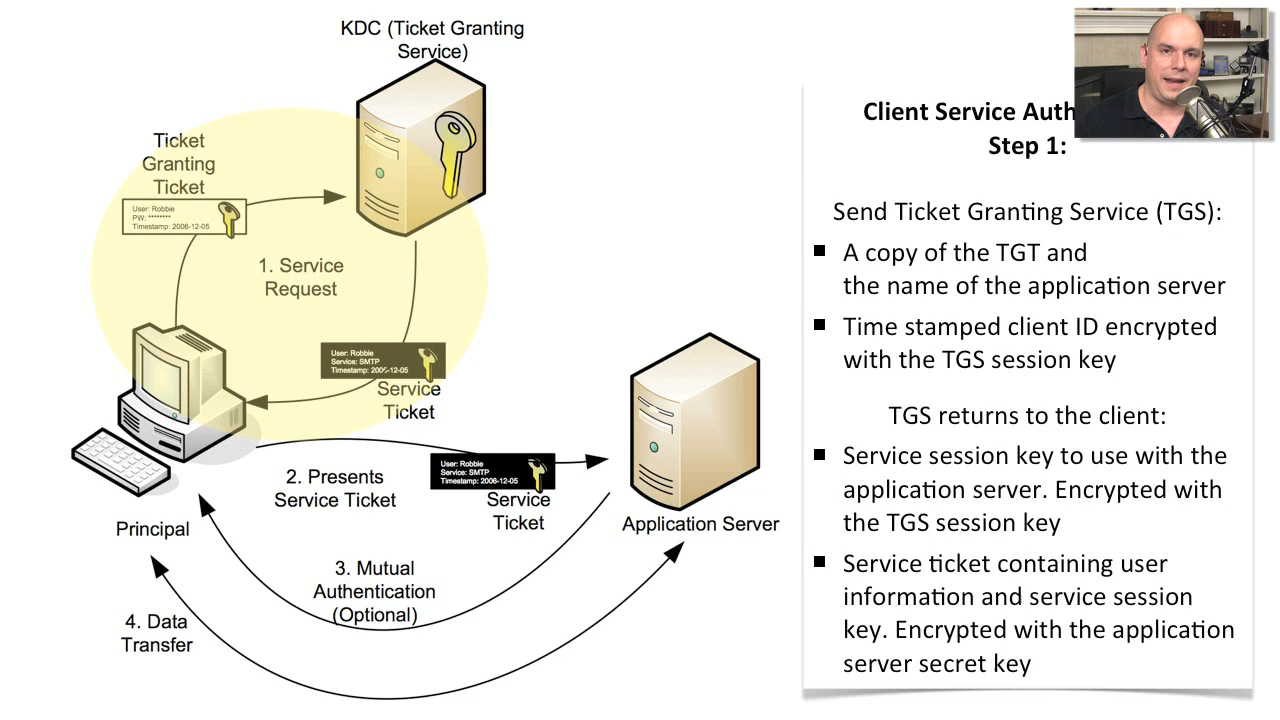 KDC (Ticket Granting
Service)
Ticket
Granting
Ticket
User: Robbie
PW: ********
Timestamp: 2006-12-05
1. Service
Request
User: Robbie
Service: SMTP
Timestamp: 2006-12-05
Service
Ticket
2. Presents
Service Ticket
User: Robbie
Service: SMTP
Timestamp: 2006-12-05
Service
Ticket
Principal
Application Server
3. Mutual
Authentication
(Optional)
4. Data
Transfer
Client Service Auth
Step 1:
Send Ticket Granting Service (TGS):
A copy of the TGT and
the name of the application server
Time stamped client ID encrypted
with the TGS session key
TGS returns to the client:
Service session key to use with the
application server. Encrypted with
the TGS session key
Service ticket containing user
information and service session
key. Encrypted with the application
server secret key